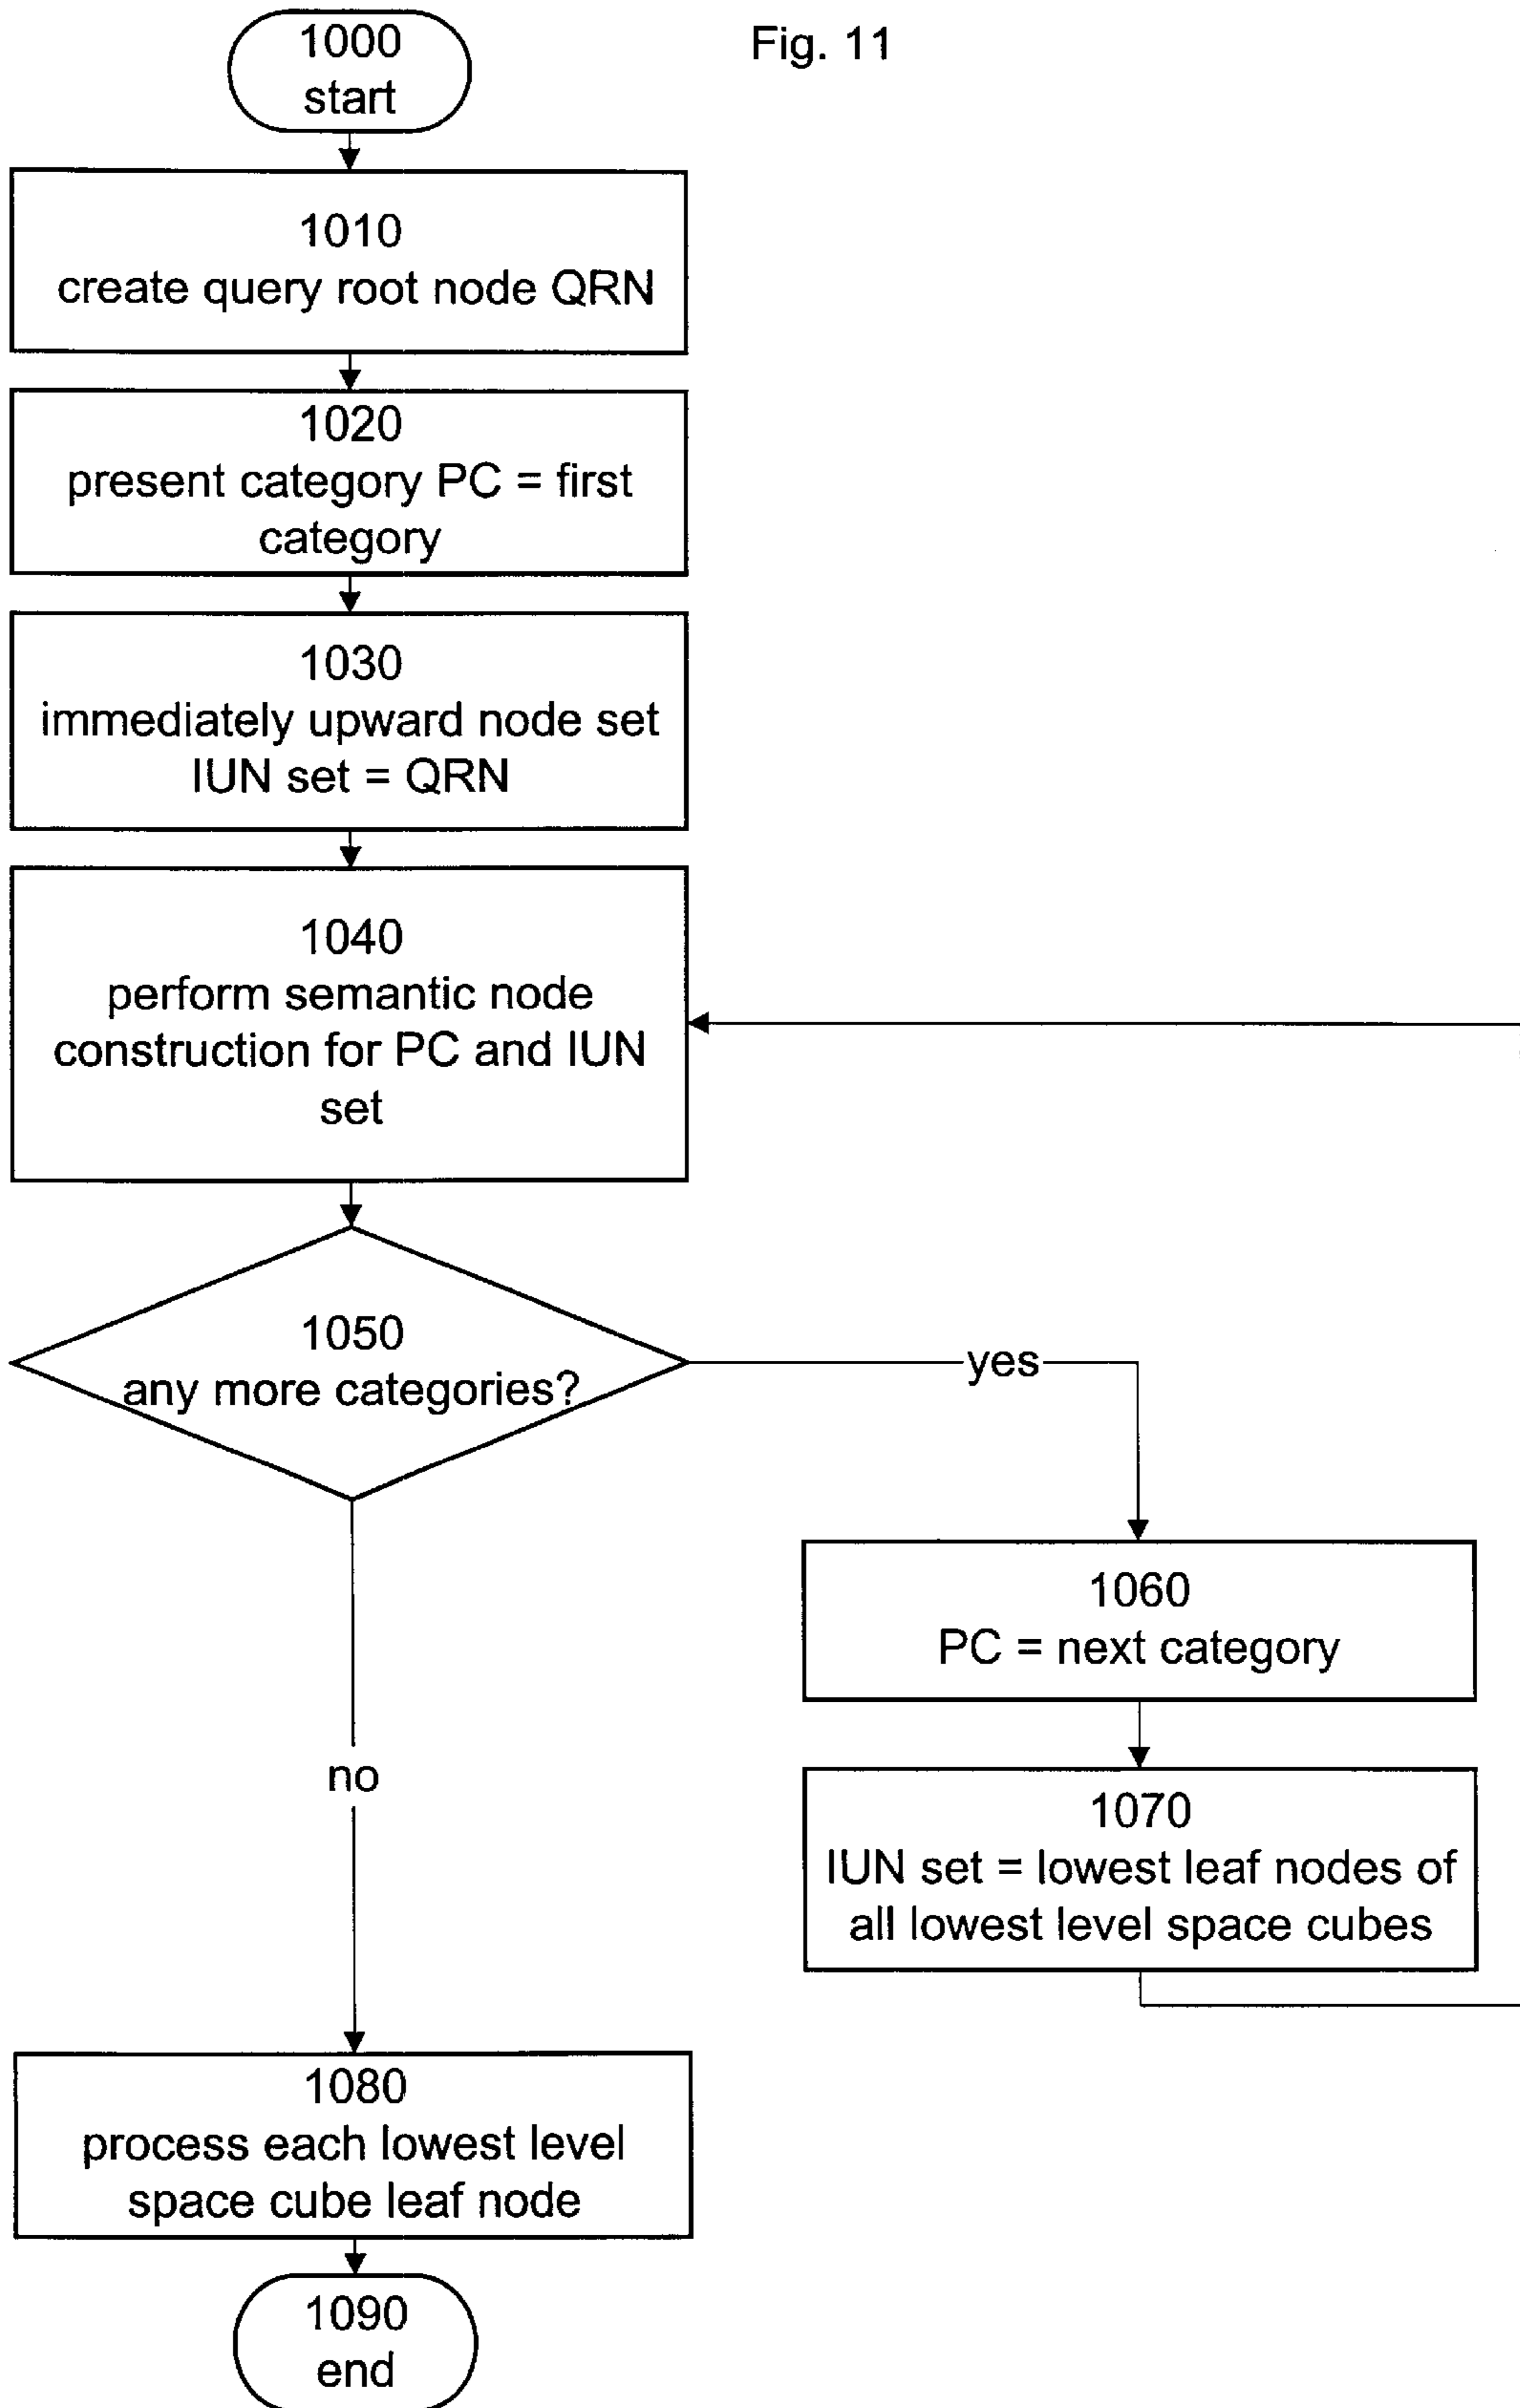 1000
start
Fig. 11
1010
create query root node QRN
1020
present category PC = first
category
1030
immediately upward node set
IUN set = QRN
1040
perform semantic node
construction for PC and IUN
set
1050
any more categories?
yes
1060
PC = next category
1070
IUN set = lowest leaf nodes of
all lowest level space cubes
no
1080
process each lowest level
space cube leaf node
1090
end